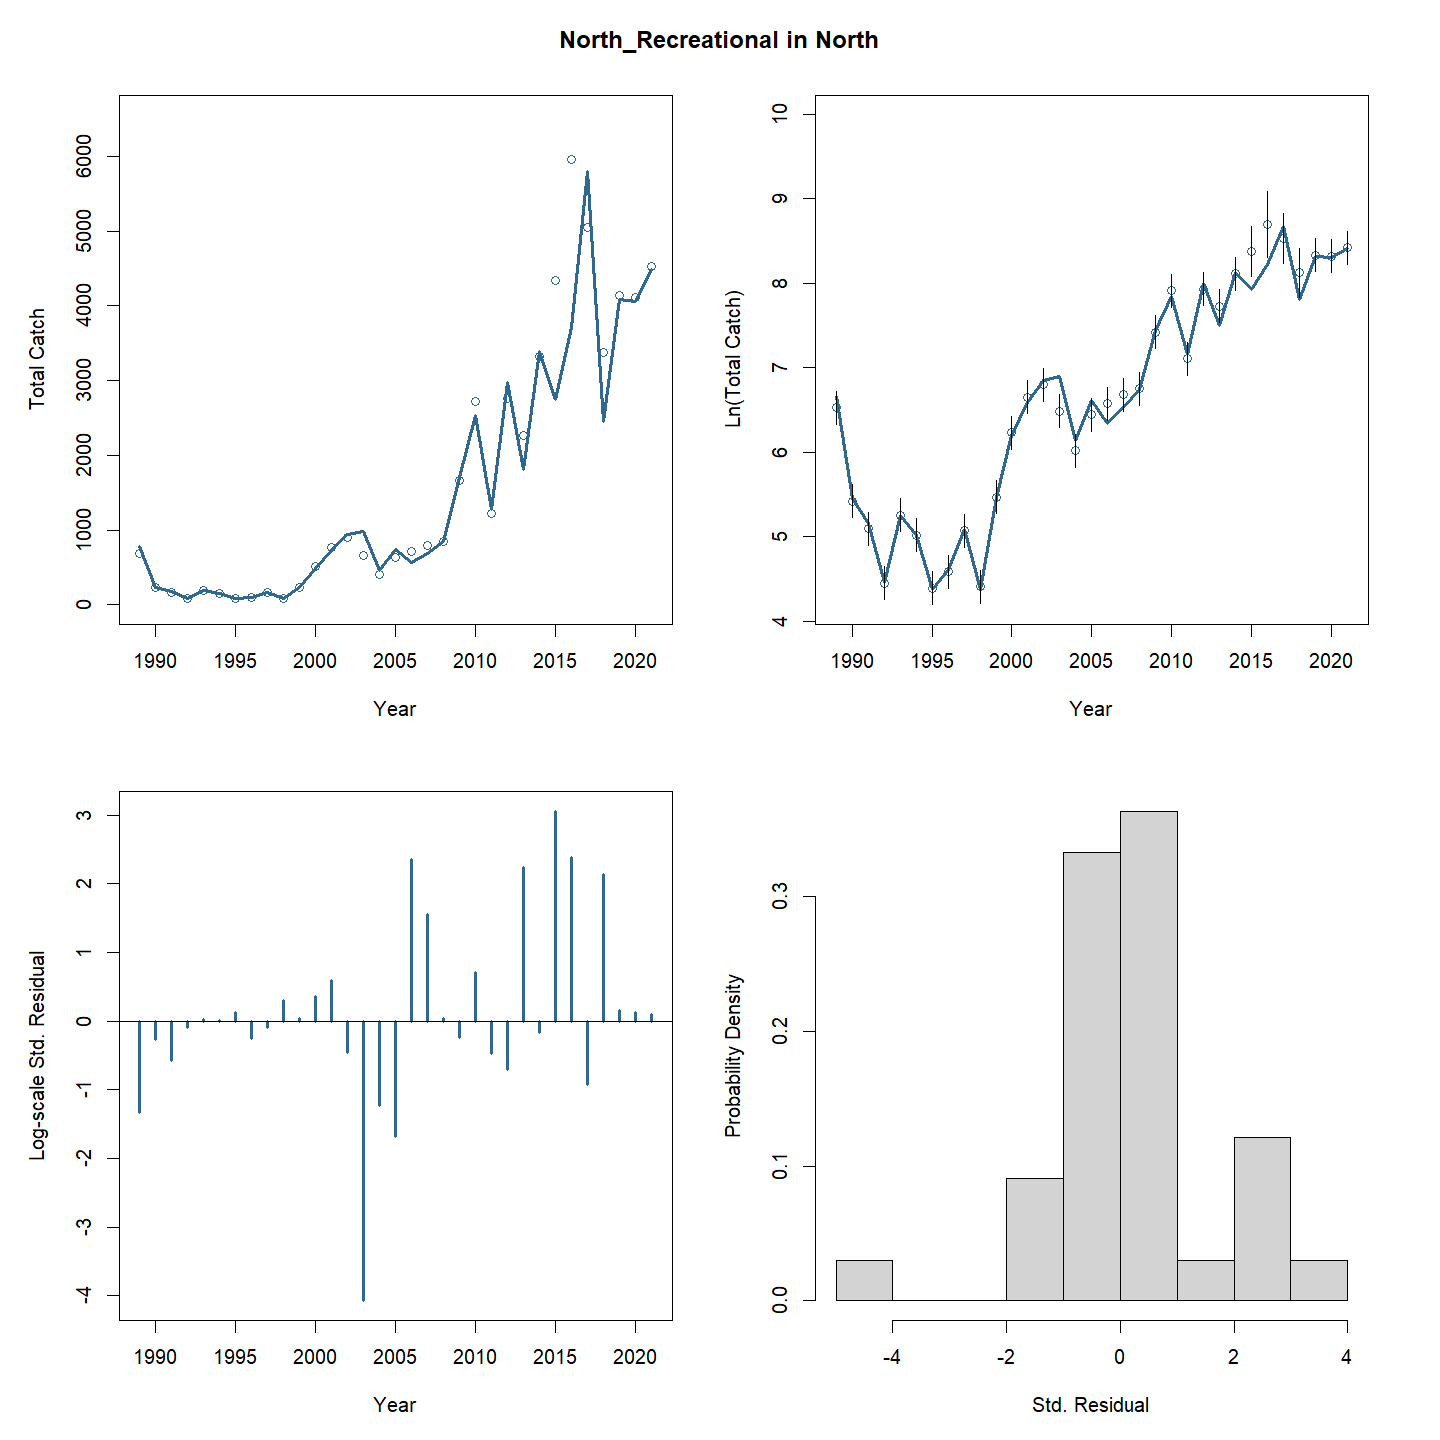 North_Recreational in North
Total Catch
0 1000 2000 3000 4000 5000 6000
1990 1995 2000 2005 2010 2015 2020
Year
Ln(Total Catch)
4 5 6 7 8 9 10
1990 1995 2000 2005 2010 2015 2020
Year
Log-scale Std. Residual
-4 -3 -2 -1 0 1 2 3
1990 1995 2000 2005 2010 2015 2020
Year
Probability Density
0.0 0.1 0.2 0.3
-4 -2 0 2 4
Std. Residual